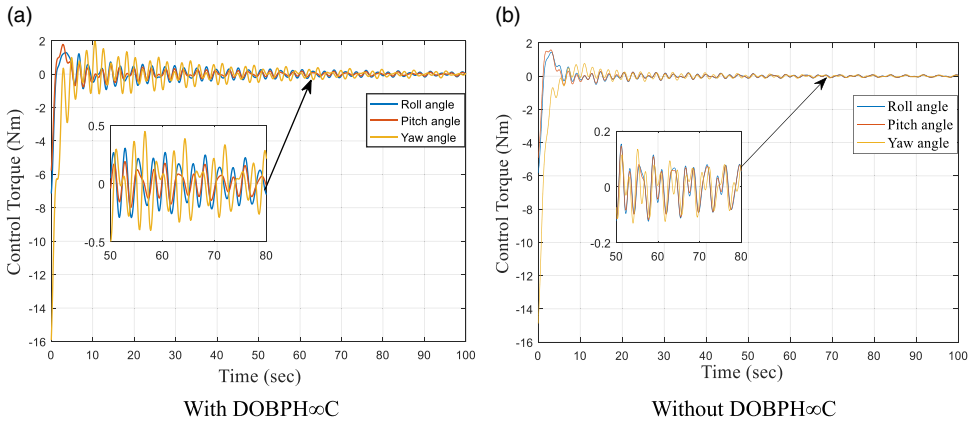 (a)
Control Torque (Nm)
2
0
-2
-4
-6
-8
-10
-12
-14
-16
0 10 20 30 40 50 60 70 80 90 100
Time (sec)
Roll angle
Pitch angle
Yaw angle
0.5
0
-0.5
50 60 70 80
With DOBPH∞C
(b)
Control Torque (Nm)
2
0
-2
-4
-6
-8
-10
-12
-14
-16
0 10 20 30 40 50 60 70 80 90 100
Time (sec)
Roll angle
Pitch angle
Yaw angle
0.2
0
-0.2
50 60 70 80
Without DOBPH∞C